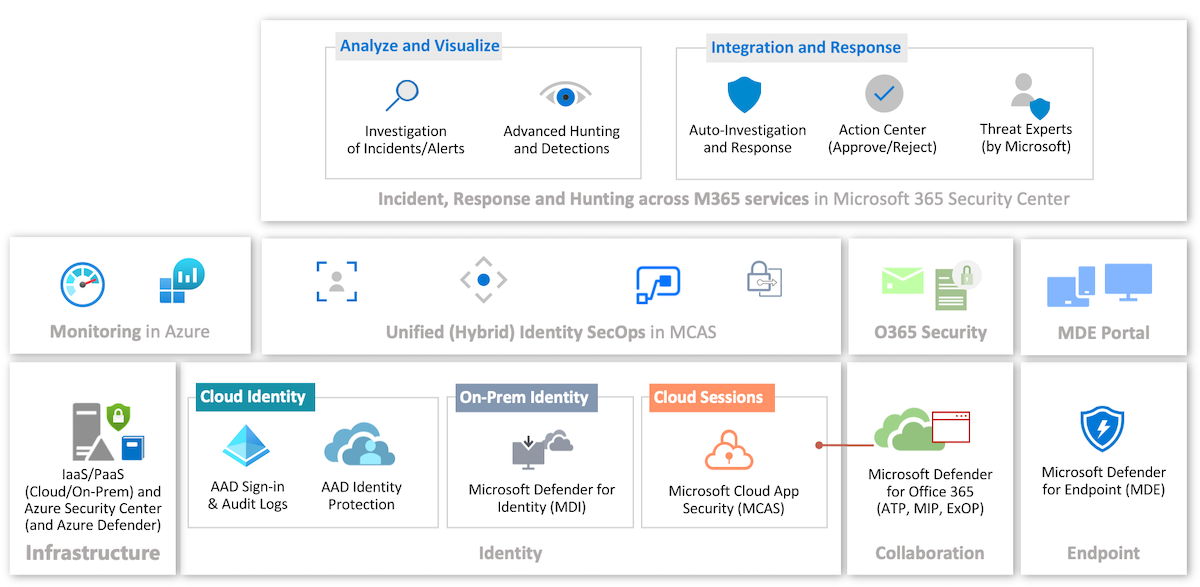 Analyze and Visualize
Integration and Response
Investigation
of Incidents/Alerts
Advanced Hunting
and Detections
Auto-Investigation
and Response
Action Center
(Approve/Reject)
Threat Experts
(by Microsoft)
Incident, Response and Hunting across M365 services in Microsoft 365 Security Center
Monitoring in Azure
Unified (Hybrid) Identity SecOps in MCAS
O365 Security
MDE Portal
IaaS/PaaS
(Cloud/On-Prem) and
Azure Security Center
(and Azure Defender)
Infrastructure
Cloud Identity
AAD Sign-in
& Audit Logs
AAD Identity
Protection
On-Prem Identity
Microsoft Defender for
Identity (MDI)
Cloud Sessions
Microsoft Cloud App
Security (MCAS)
Identity
Microsoft Defender
for Office 365
(ATP, MIP, ExOP)
Collaboration
Microsoft Defender
for Endpoint (MDE)
Endpoint